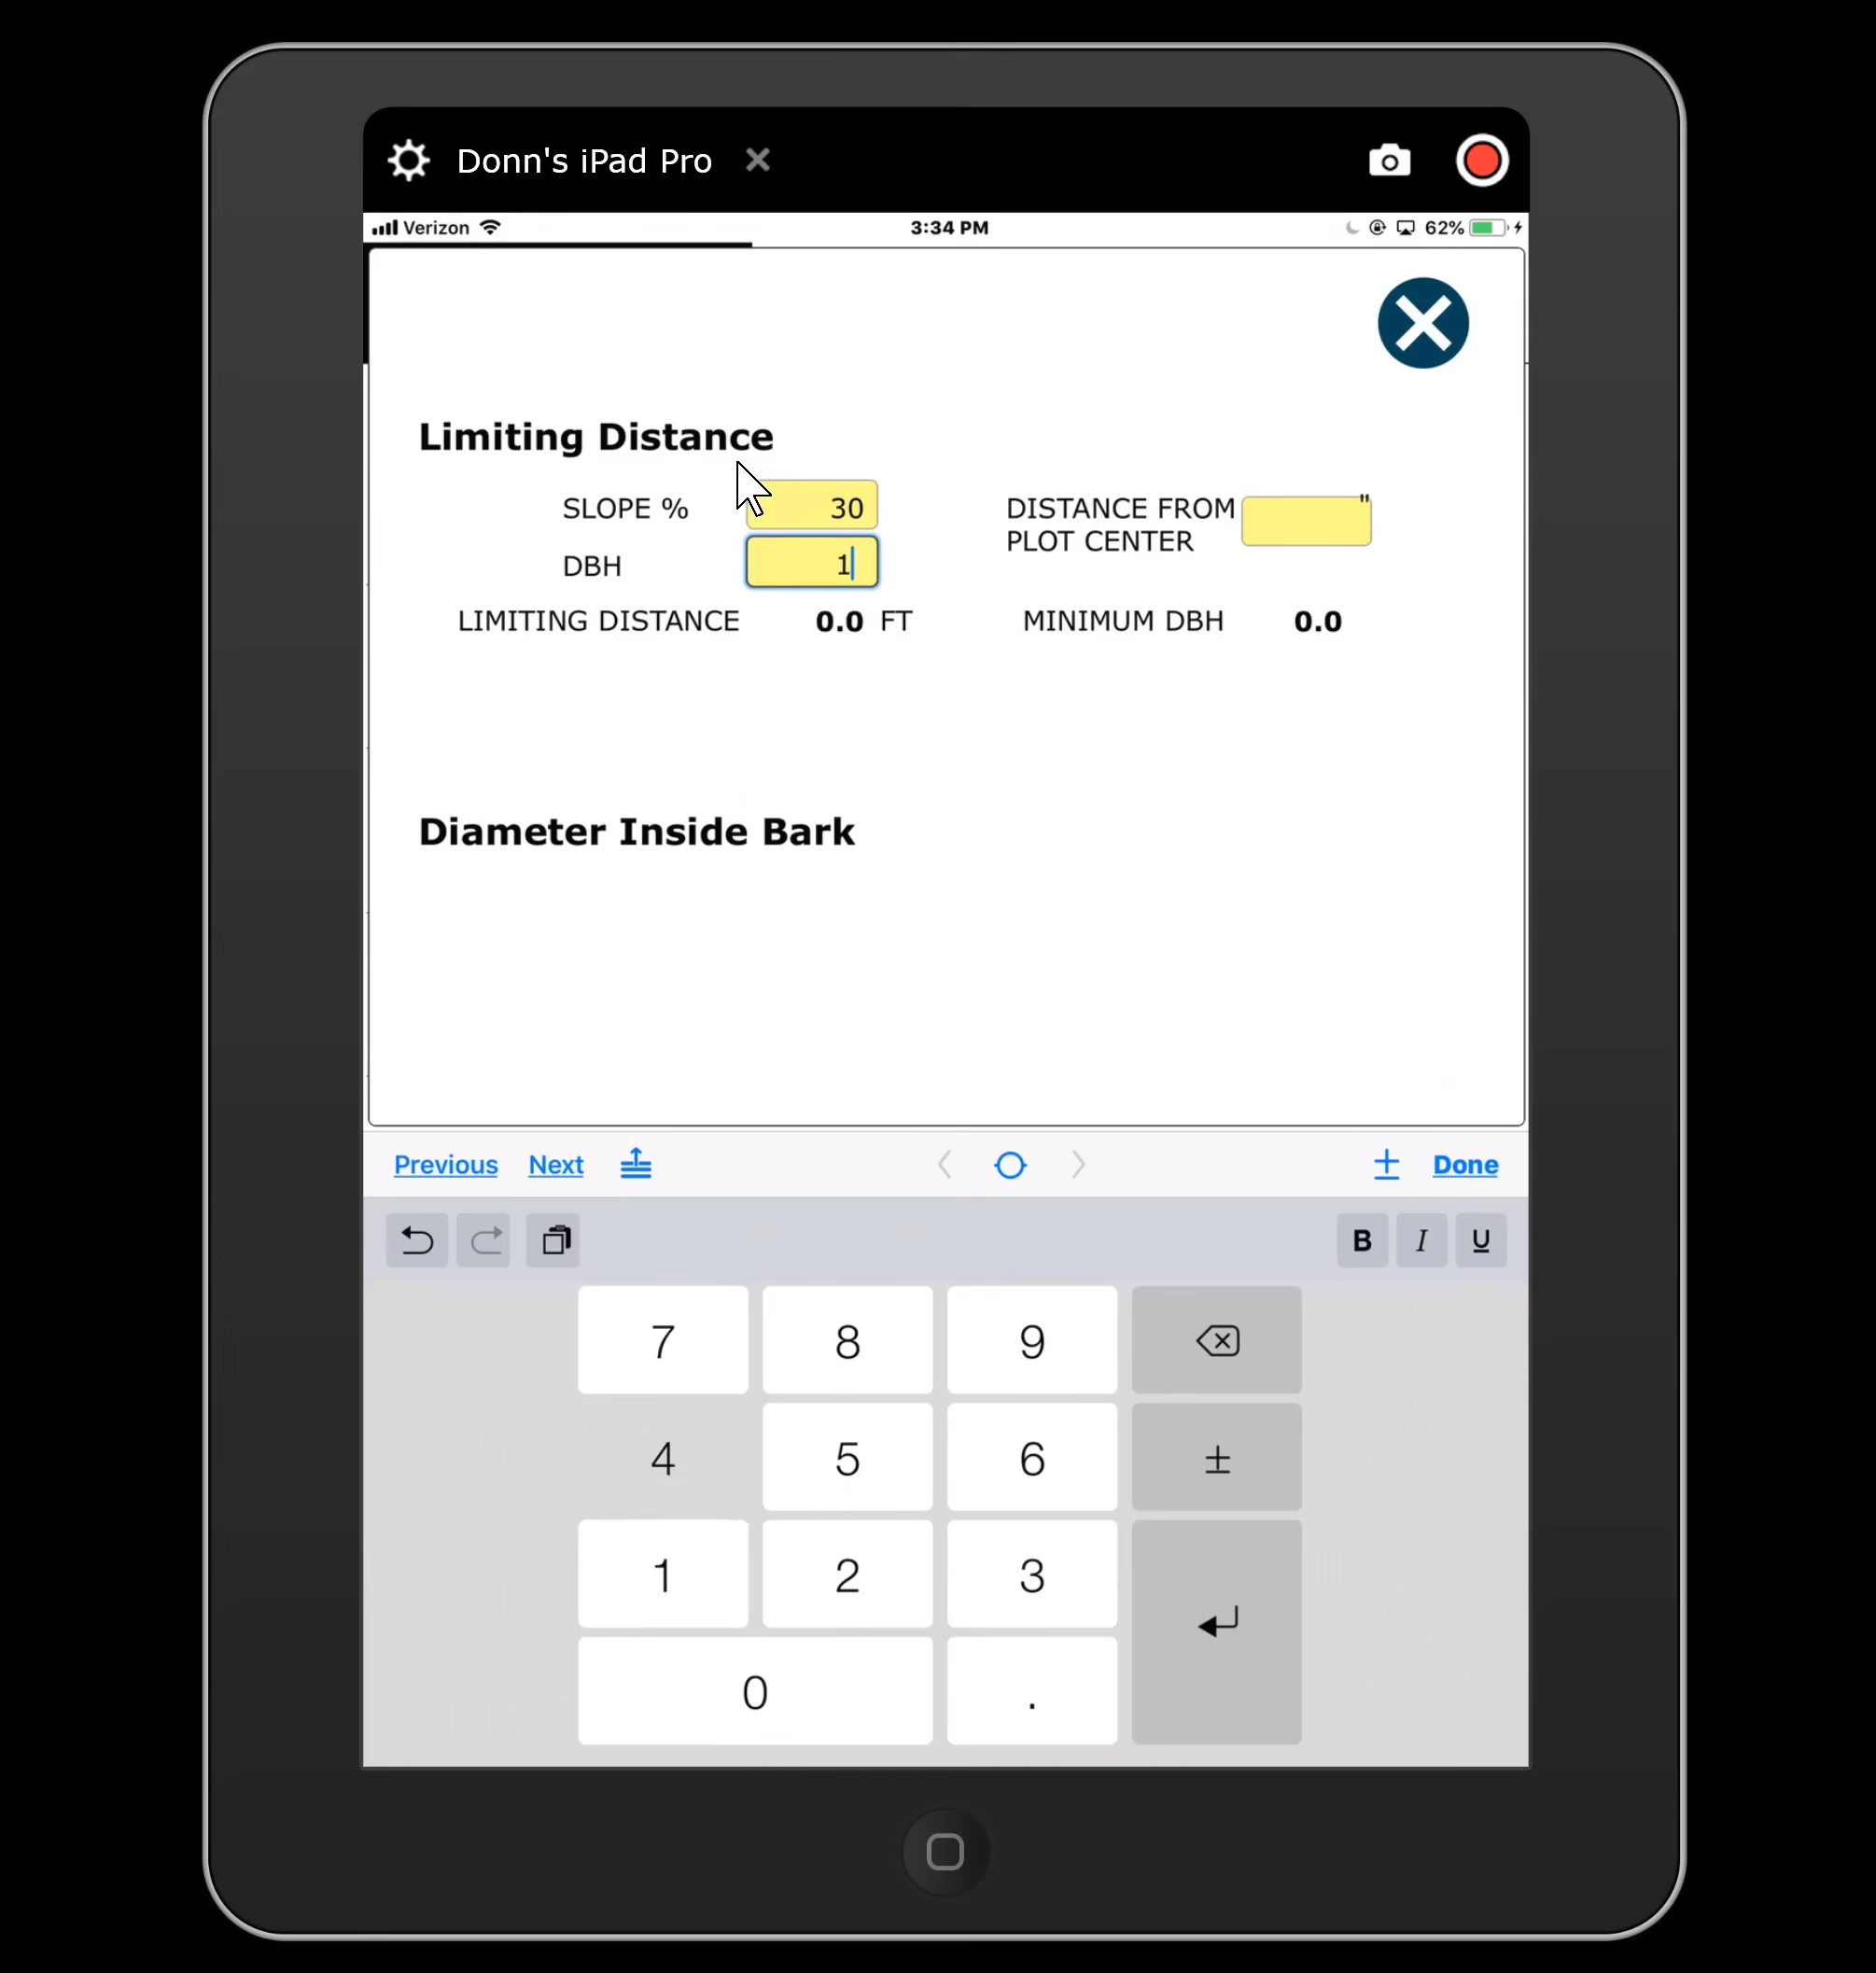 Donn's iPad Pro
Verizon 3:34 PM 62%
Limiting Distance
SLOPE % 30
DISTANCE FROM PLOT CENTER "
DBH 1
LIMITING DISTANCE 0.0 FT
MINIMUM DBH 0.0
Diameter Inside Bark
Previous Next Done
B I U
7 8 9
4 5 6 ±
1 2 3
0 .